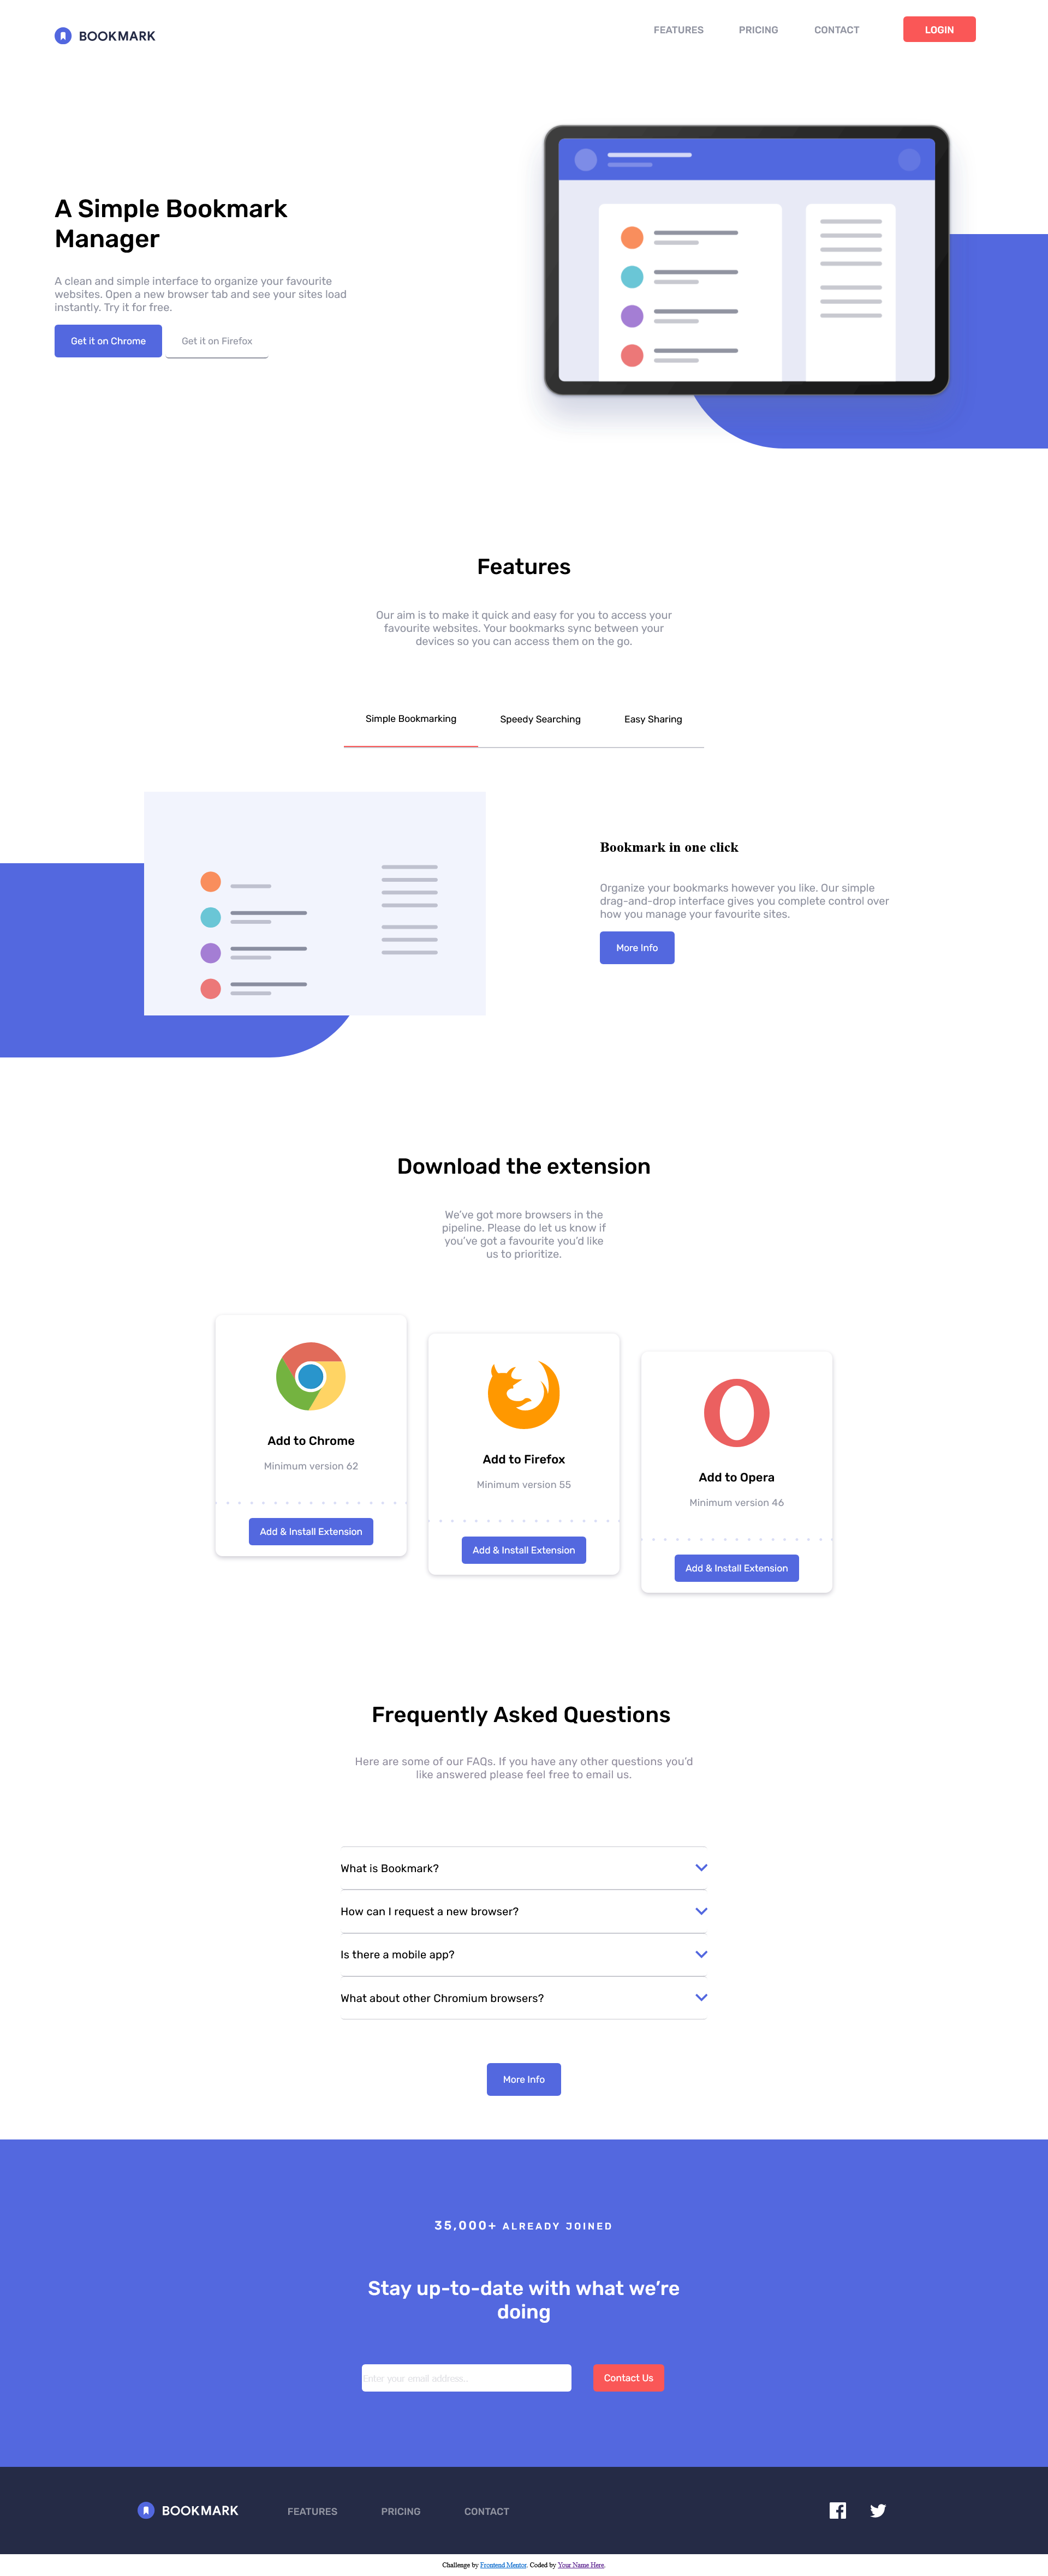 BOOKMARK
FEATURES PRICING CONTACT LOGIN
A Simple Bookmark
Manager
A clean and simple interface to organize your favourite
websites. Open a new browser tab and see your sites load
instantly. Try it for free.
Get it on Chrome Get it on Firefox
Features
Our aim is to make it quick and easy for you to access your
favourite websites. Your bookmarks sync between your
devices so you can access them on the go.
Simple Bookmarking Speedy Searching Easy Sharing
Bookmark in one click
Organize your bookmarks however you like. Our simple
drag-and-drop interface gives you complete control over
how you manage your favourite sites.
More Info
Download the extension
We’ve got more browsers in the
pipeline. Please do let us know if
you’ve got a favourite you’d like
us to prioritize.
Add to Chrome
Minimum version 62
Add & Install Extension
Add to Firefox
Minimum version 55
Add & Install Extension
Add to Opera
Minimum version 46
Add & Install Extension
Frequently Asked Questions
Here are some of our FAQs. If you have any other questions you’d
like answered please feel free to email us.
What is Bookmark?
How can I request a new browser?
Is there a mobile app?
What about other Chromium browsers?
More Info
35,000+ ALREADY JOINED
Stay up-to-date with what we’re
doing
Enter your email address...
Contact Us
BOOKMARK FEATURES PRICING CONTACT
Challenge by Frontend Mentor. Coded by Your Name Here.